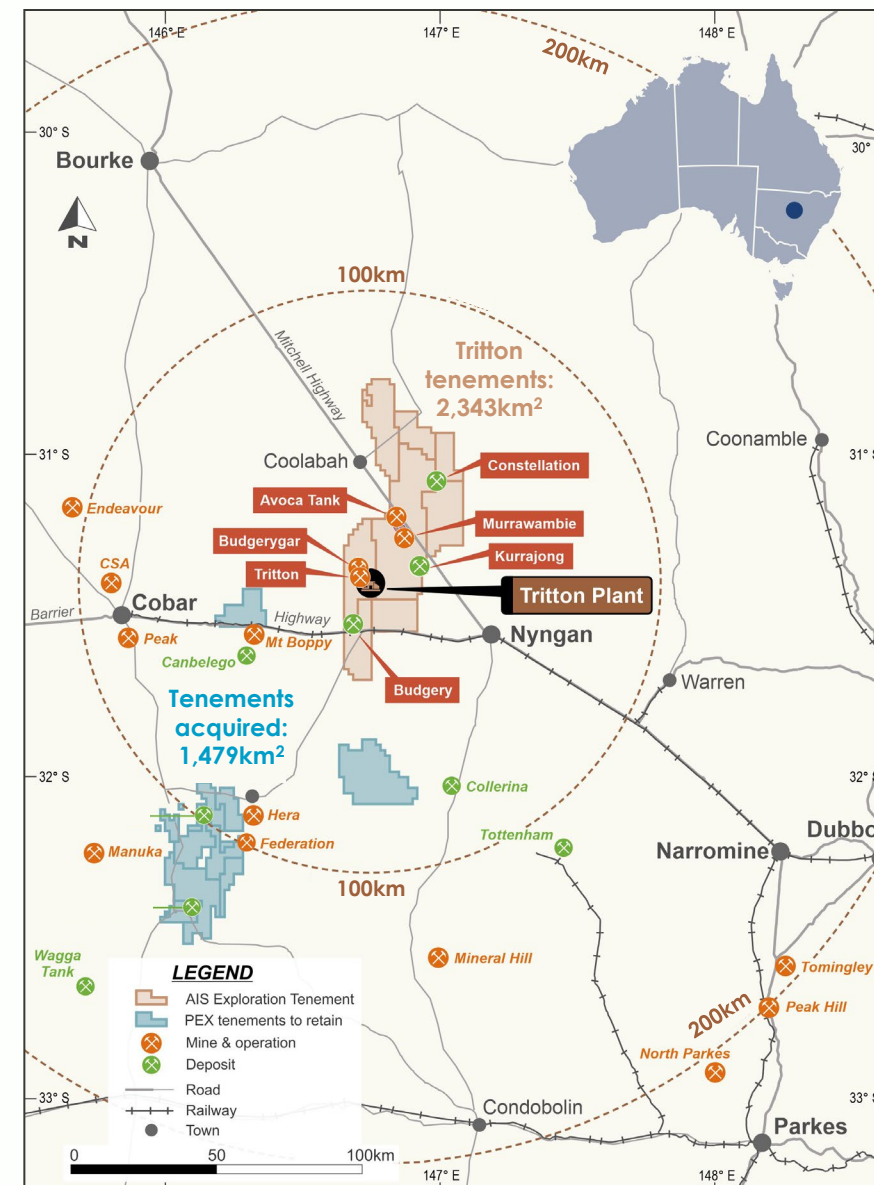 146° E
147° E
148° E
200km
30° S
30°
Bourke
N
100km
Mitchell Highway
Tritton
tenements:
2,343km²
Coonamble
31° S
31°
Coolabah
Constellation
Avoca Tank
Endeavour
Murrawambie
Budgerygar
Kurrajong
CSA
Tritton
Tritton Plant
Barrier
Cobar
Highway
Nyngan
Peak
Mt Boppy
Canbelego
Warren
Budgery
Tenements
acquired:
1,479km²
32° S
32°
Collerina
Hera
Dubbo
Tottenham
Federation
Manuka
Narromine
100km
Wagga
Tank
Mineral Hill
Tomingley
LEGEND
AIS Exploration Tenement
PEX tenements to retain
Mine & operation
Deposit
Road
Railway
Town
Peak Hill
200km
North Parkes
33° S
33°
Condobolin
Parkes
0
50
100km
147° E
148° E